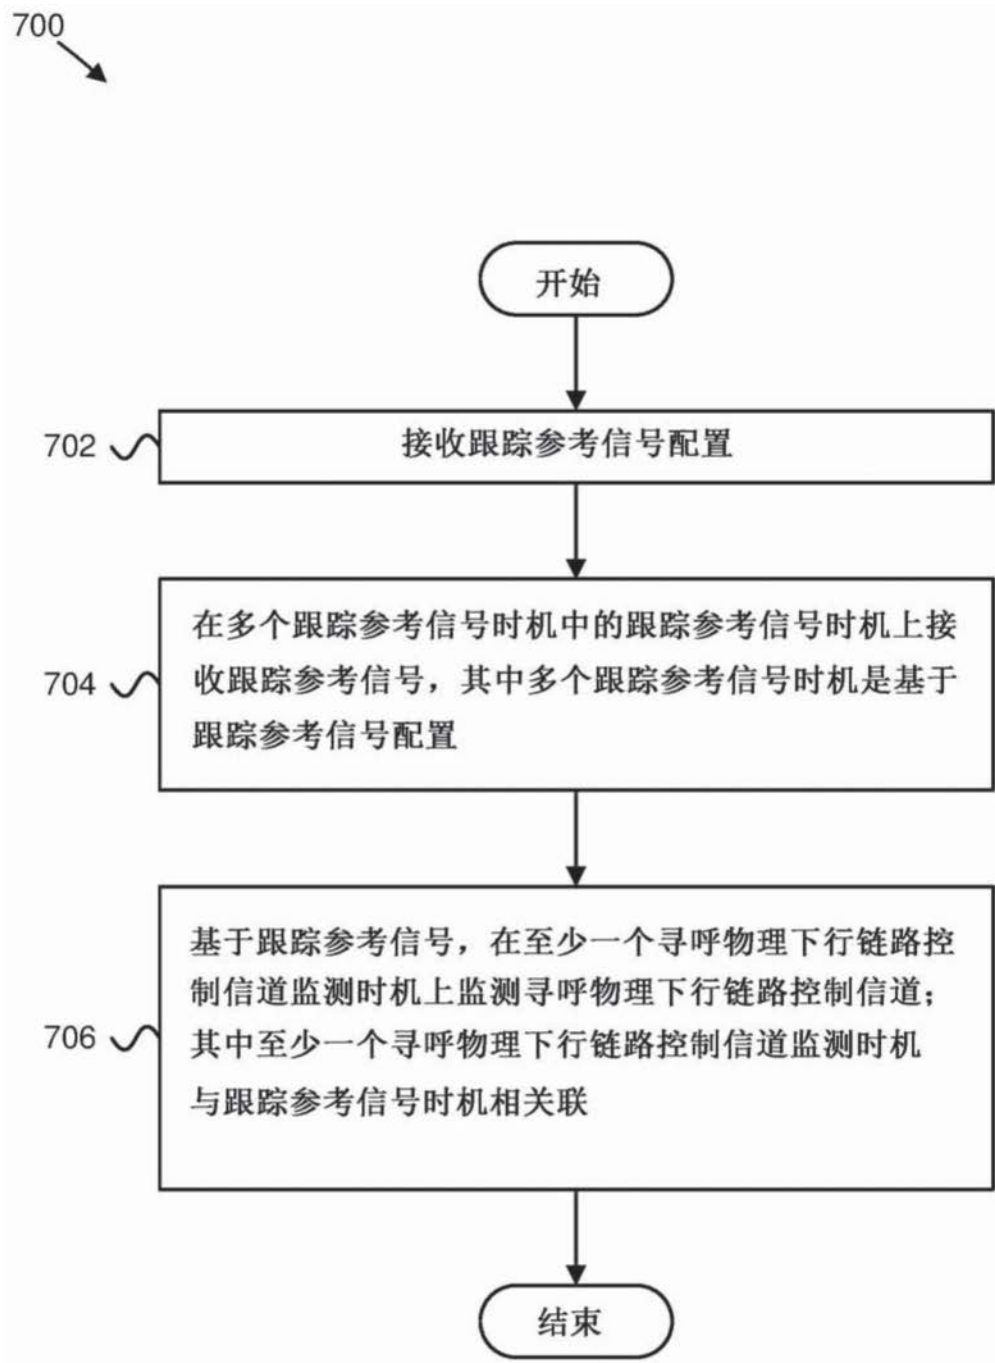 700
开始
702
接收跟踪参考信号配置
在多个跟踪参考信号时机中的跟踪参考信号时机上接
704
收跟踪参考信号，其中多个跟踪参考信号时机是基于
跟踪参考信号配置
基于跟踪参考信号，在至少一个寻呼物理下行链路控
制信道监测时机上监测寻呼物理下行链路控制信道；
706
其中至少一个寻呼物理下行链路控制信道监测时机
与跟踪参考信号时机相关联
结束